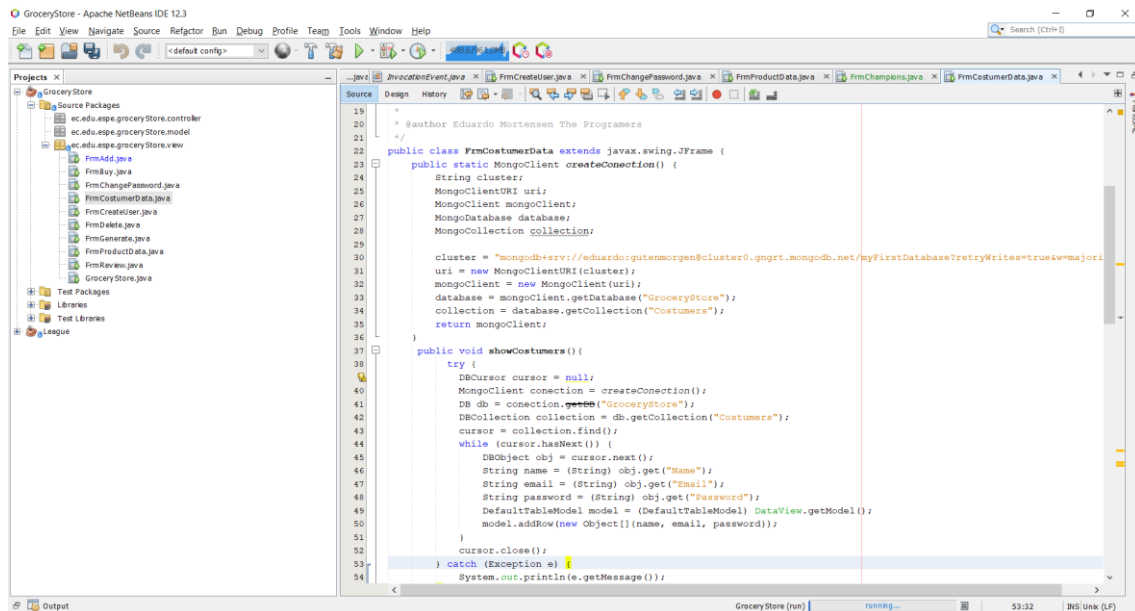 GroceryStore - Apache NetBeans IDE 12.3
File Edit View Navigate Source Refactor Run Debug Profile Team Tools Window Help
Search (Ctrl+I)
<default config>
Projects
...java InvocationEvent.java FrmCreateUser.java FrmChangePassword.java FrmProductData.java FrmChampions.java FrmCostumerData.java
Source Design History
GroceryStore
Source Packages
ec.edu.espe.groceryStore.controller
ec.edu.espe.groceryStore.model
ec.edu.espe.groceryStore.view
FrmAdd.java
FrmBuy.java
FrmChangePassword.java
FrmCostumerData.java
FrmCreateUser.java
FrmDelete.java
FrmGenerate.java
FrmProductData.java
FrmReview.java
GroceryStore.java
Test Packages
Libraries
Test Libraries
League
19 *
20 * @author Eduardo Mortensen The Programers
21 */
22 public class FrmCostumerData extends javax.swing.JFrame {
23 public static MongoClient createConection() {
24 String cluster;
25 MongoClientURI uri;
26 MongoClient mongoClient;
27 MongoDatabase database;
28 MongoCollection collection;
29
30 cluster = "mongodb+srv://eduardo:gutenmorgen@cluster0.gngrt.mongodb.net/myFirstDatabase?retryWrites=true&w=majori
31 uri = new MongoClientURI(cluster);
32 mongoClient = new MongoClient(uri);
33 database = mongoClient.getDatabase("GroceryStore");
34 collection = database.getCollection("Costumers");
35 return mongoClient;
36 }
37 public void showCostumers(){
38 try {
DBCursor cursor = null;
40 MongoClient conection = createConection();
41 DB db = conection.getDB("GroceryStore");
42 DBCollection collection = db.getCollection("Costumers");
43 cursor = collection.find();
44 while (cursor.hasNext()) {
45 DBObject obj = cursor.next();
46 String name = (String) obj.get("Name");
47 String email = (String) obj.get("Email");
48 String password = (String) obj.get("Password");
49 DefaultTableModel model = (DefaultTableModel) DataView.getModel();
50 model.addRow(new Object[]{name, email, password});
51 }
52 cursor.close();
53 } catch (Exception e) {
54 System.out.println(e.getMessage());
Output
GroceryStore (run) running... 53:32 INS Unix (LF)